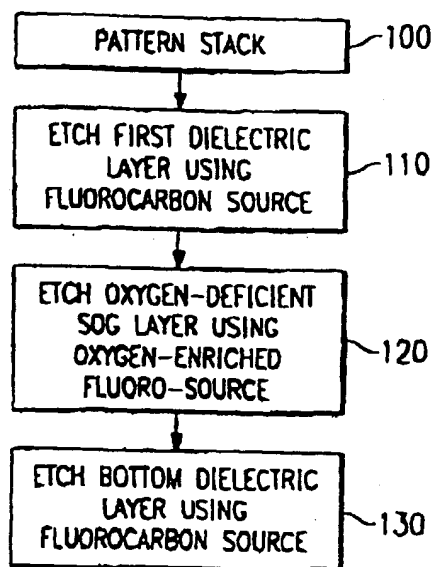 PATTERN STACK
100
ETCH FIRST DIELECTRIC
LAYER USING
FLUOROCARBON SOURCE
110
ETCH OXYGEN-DEFICIENT
SOG LAYER USING
OXYGEN-ENRICHED
FLUORO-SOURCE
120
ETCH BOTTOM DIELECTRIC
LAYER USING
FLUOROCARBON SOURCE
130